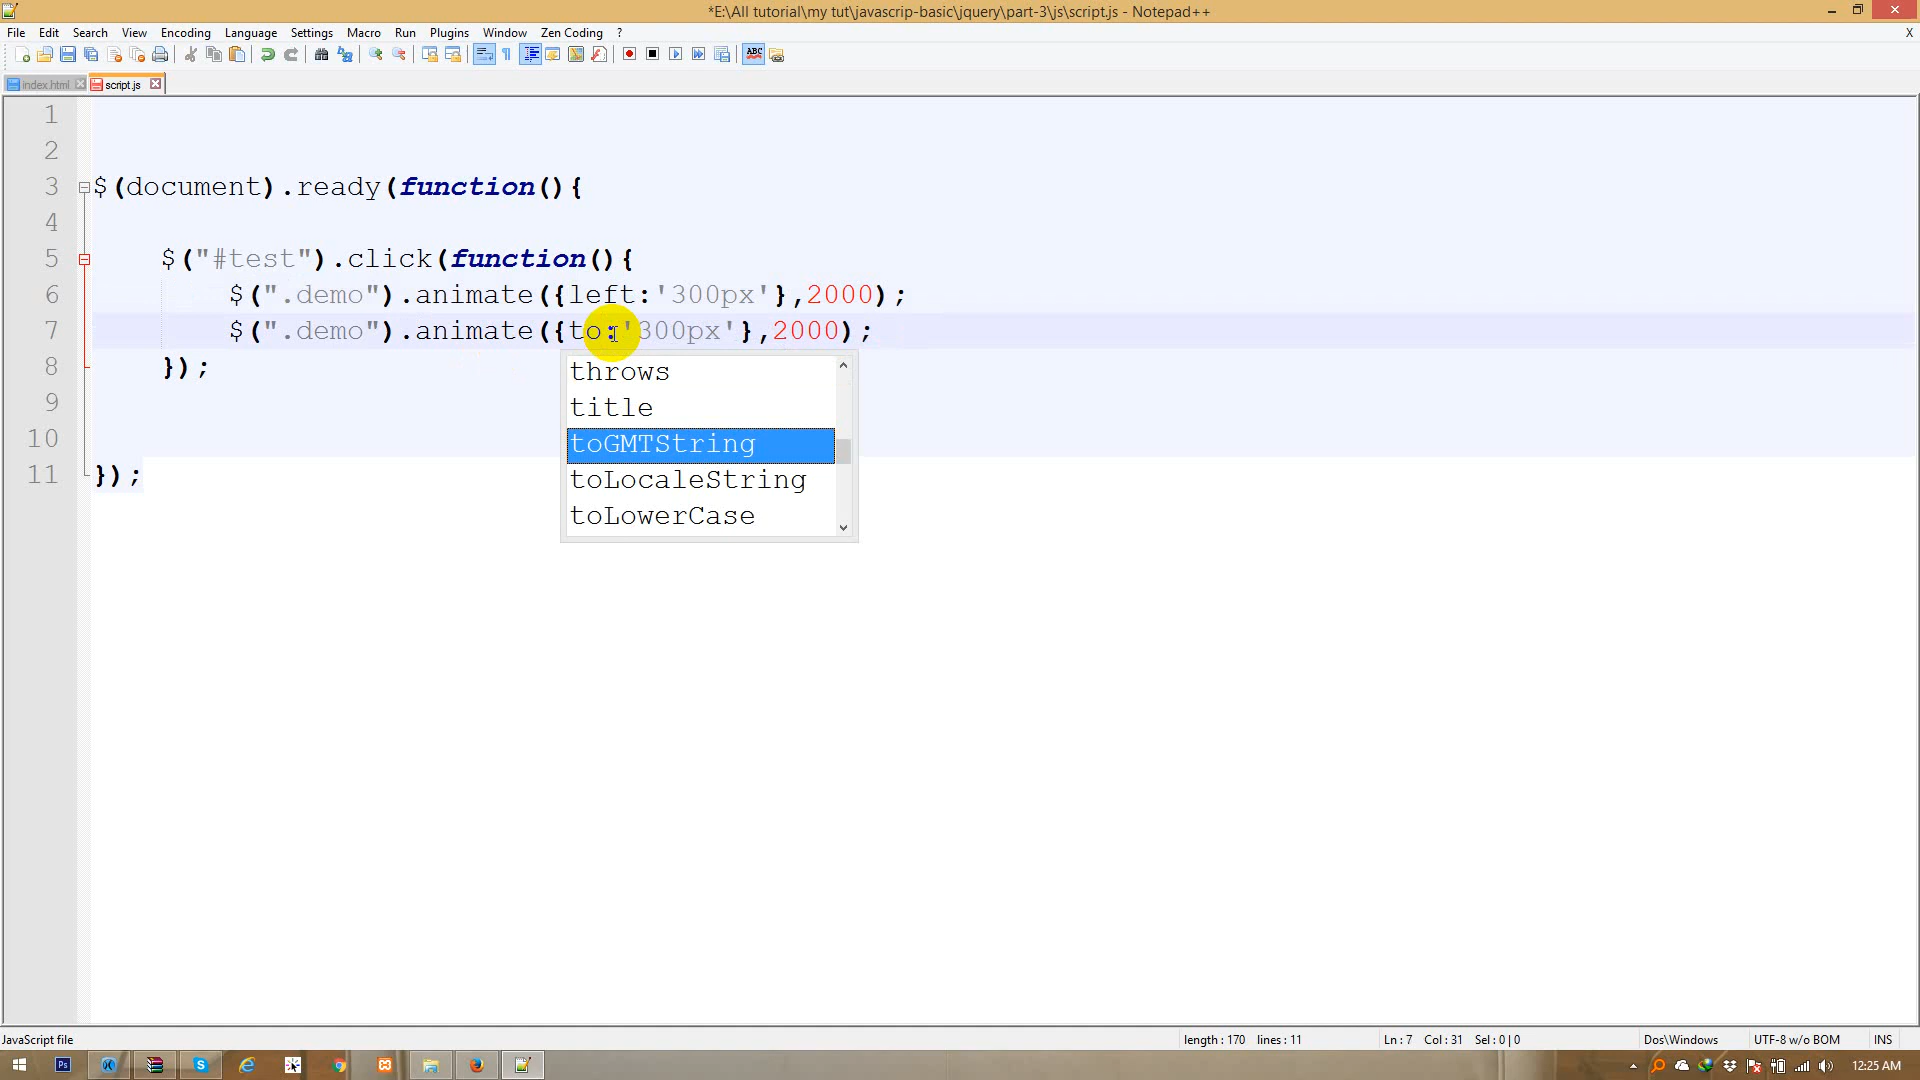 *E:\All tutorial\my tut\javascrip-basic\jquery\part-3\js\script.js - Notepad++
File Edit Search View Encoding Language Settings Macro Run Plugins Window Zen Coding ? X
index.html script.js
1
2
3 $(document).ready(function(){
4
5 $("#test").click(function(){
6 $(".demo").animate({left:'300px'},2000);
7 $(".demo").animate({to:'300px'},2000);
8 });
9
10
11 });
throws
title
toGMTString
toLocaleString
toLowerCase
JavaScript file length : 170 lines : 11 Ln : 7 Col : 31 Sel : 0 | 0 Dos\Windows UTF-8 w/o BOM INS
12:25 AM